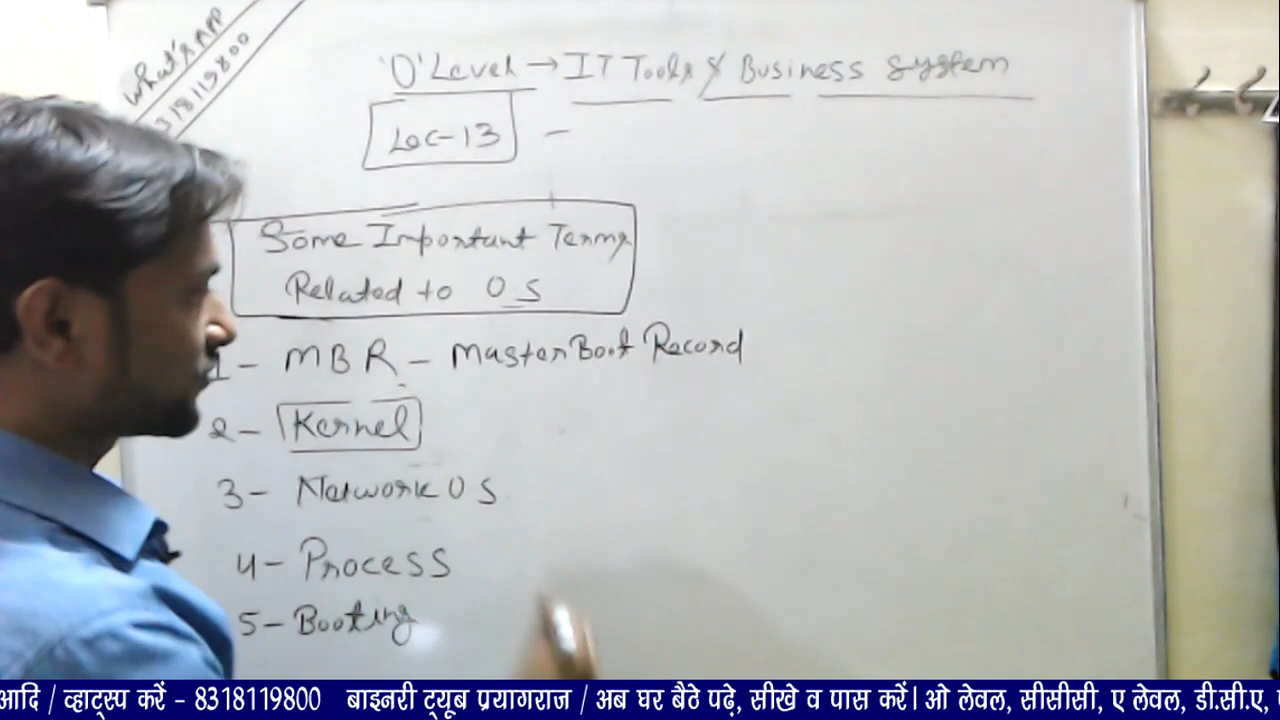 What's APP
8318119800
'O' Level → IT Tools & Business System
Lec-13 –
Some Important Terms
Related to OS
1- MBR - Master Boot Record
2- Kernel
3- Network OS
4- Process
5- Booting
आदि / व्हाट्स्प करें - 8318119800 बाइनरी ट्यूब प्रयागराज / अब घर बैठे पढ़े, सीखे व पास करें। ओ लेवल, सीसीसी, ए लेवल, डी.सी.ए,